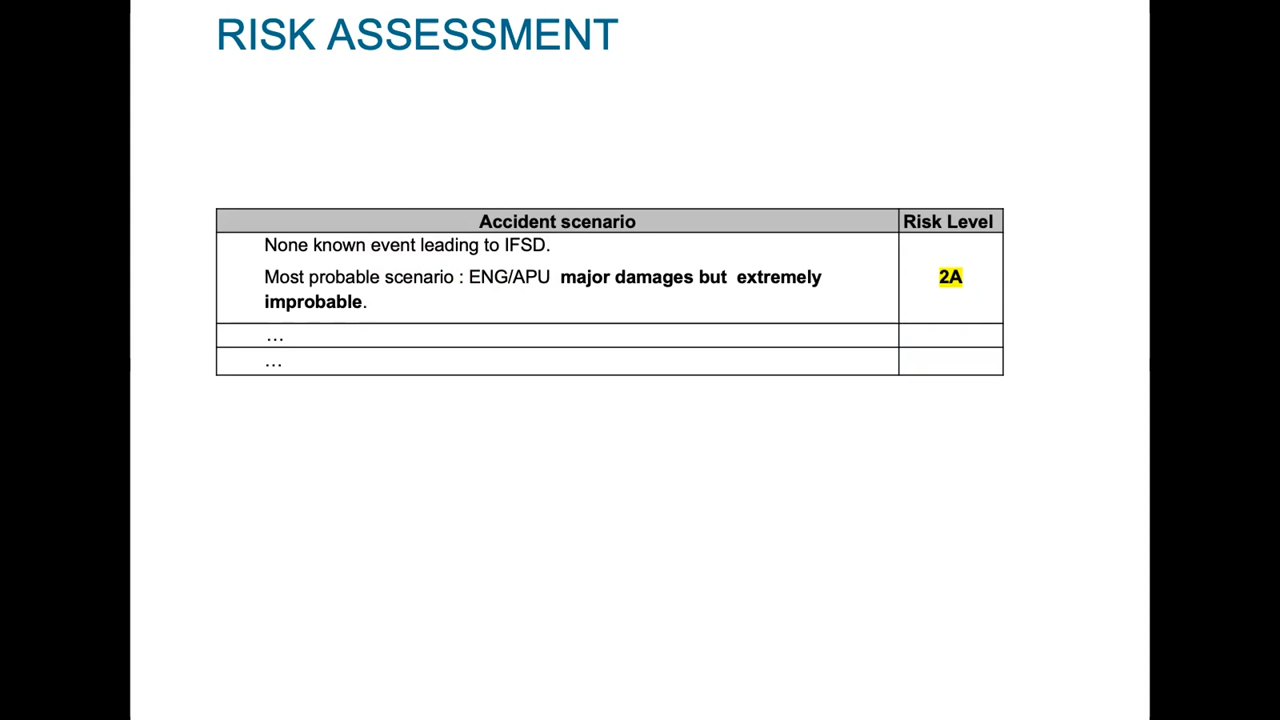 RISK ASSESSMENT
Accident scenario Risk Level
None known event leading to IFSD.
Most probable scenario : ENG/APU major damages but extremely
improbable.
2A
…
…